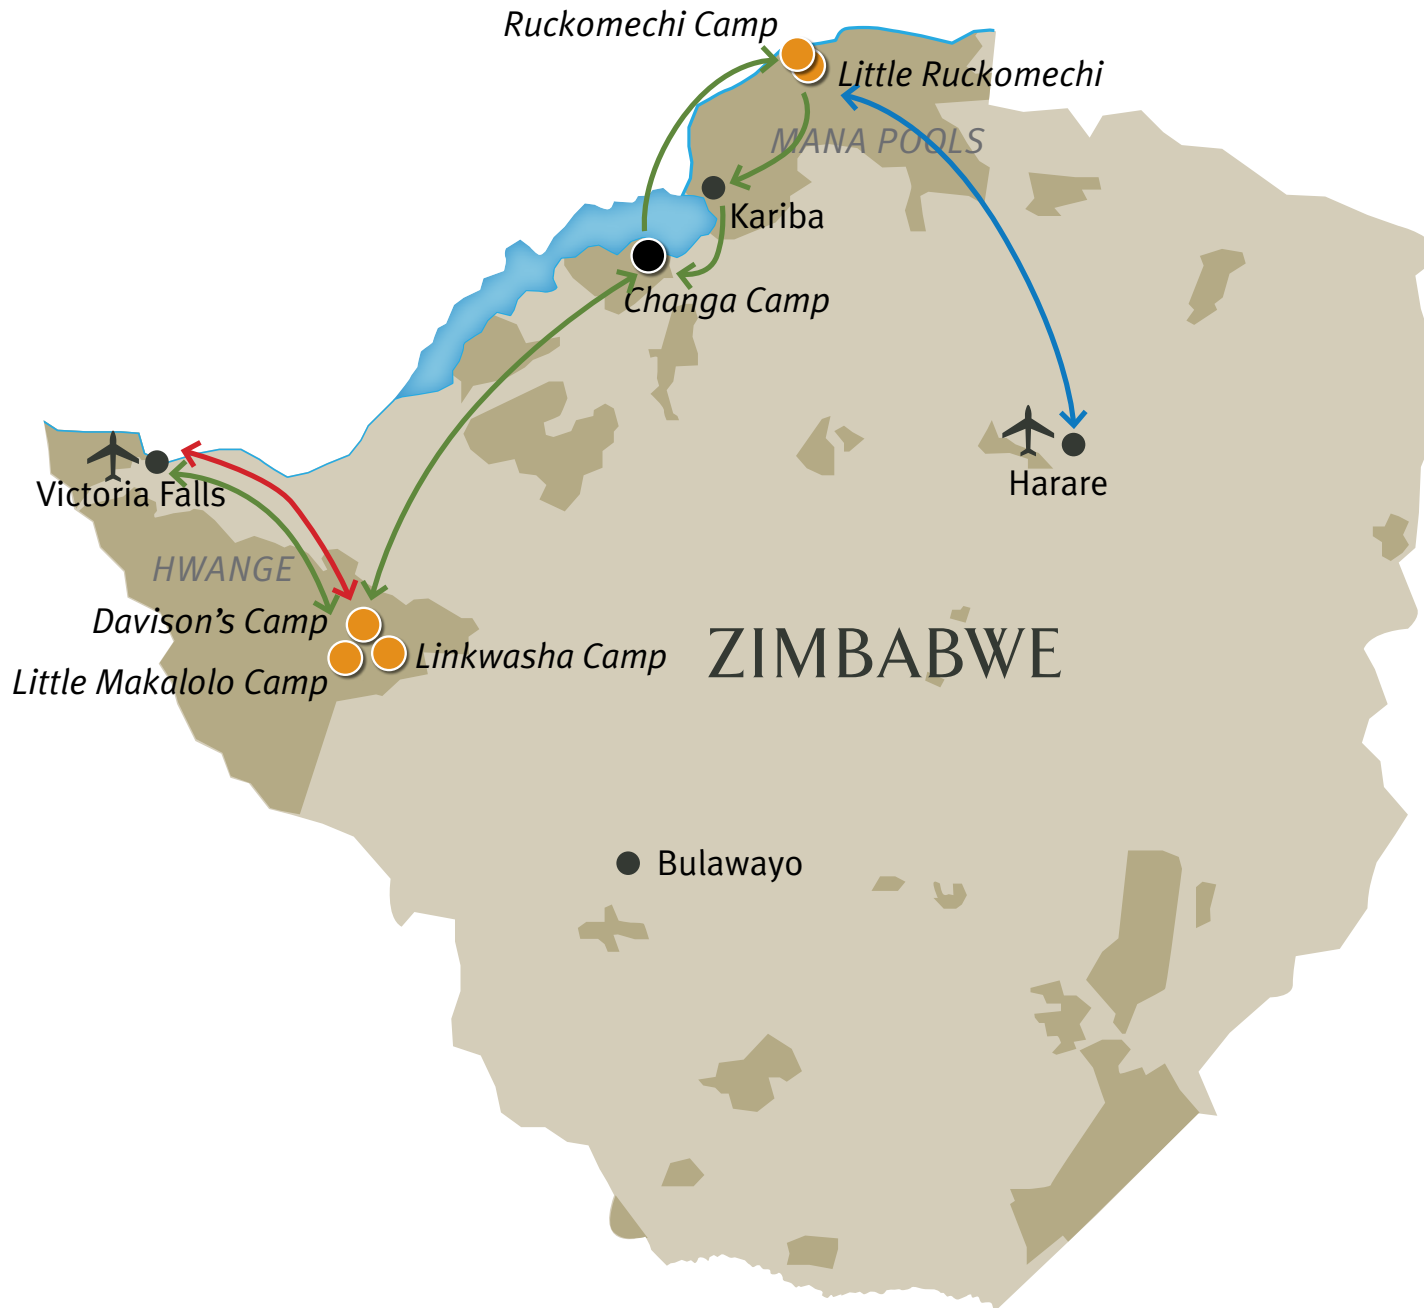 Ruckomechi Camp
Little Ruckomechi
MANA POOLS
Kariba
Changa Camp
Victoria Falls
Harare
HWANGE
Davison’s Camp
Linkwasha Camp
Little Makalolo Camp
ZIMBABWE
Bulawayo